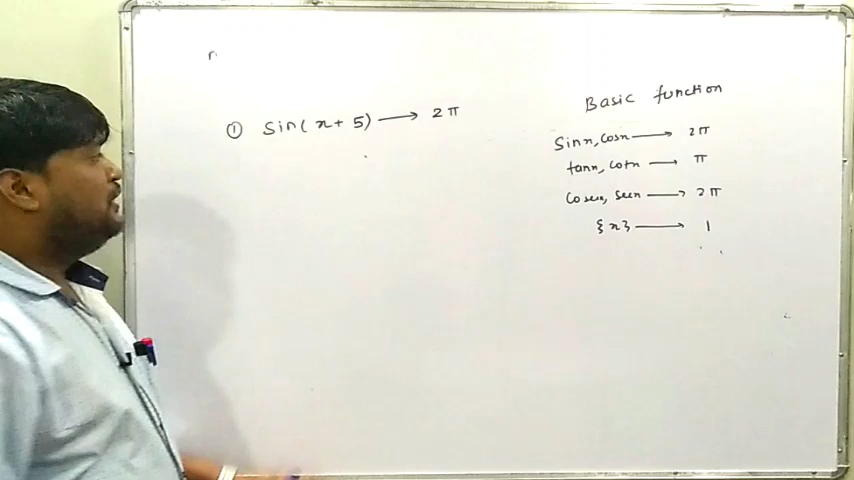 ① Sin(x + 5) → 2π
Basic function
Sinx, Cosx → 2π
tanx, Cotx → π
Cosecx, Secx → 2π
{x} → 1